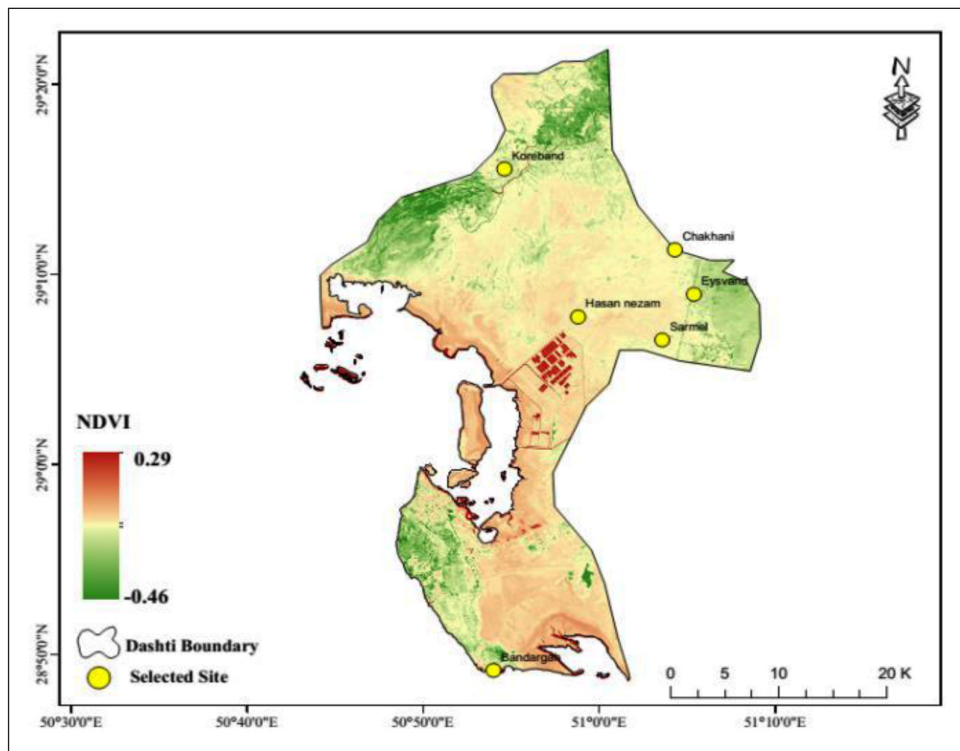 N
29°20'0"N
Koreband
Chakhani
29°10'0"N
Eysvand
Hasan nezam
Sarmel
NDVI
0.29
29°0'0"N
-0.46
Dashti Boundary
28°50'0"N
Bandargah
Selected Site
0 5 10 20 K
50°30'0"E 50°40'0"E 50°50'0"E 51°0'0"E 51°10'0"E